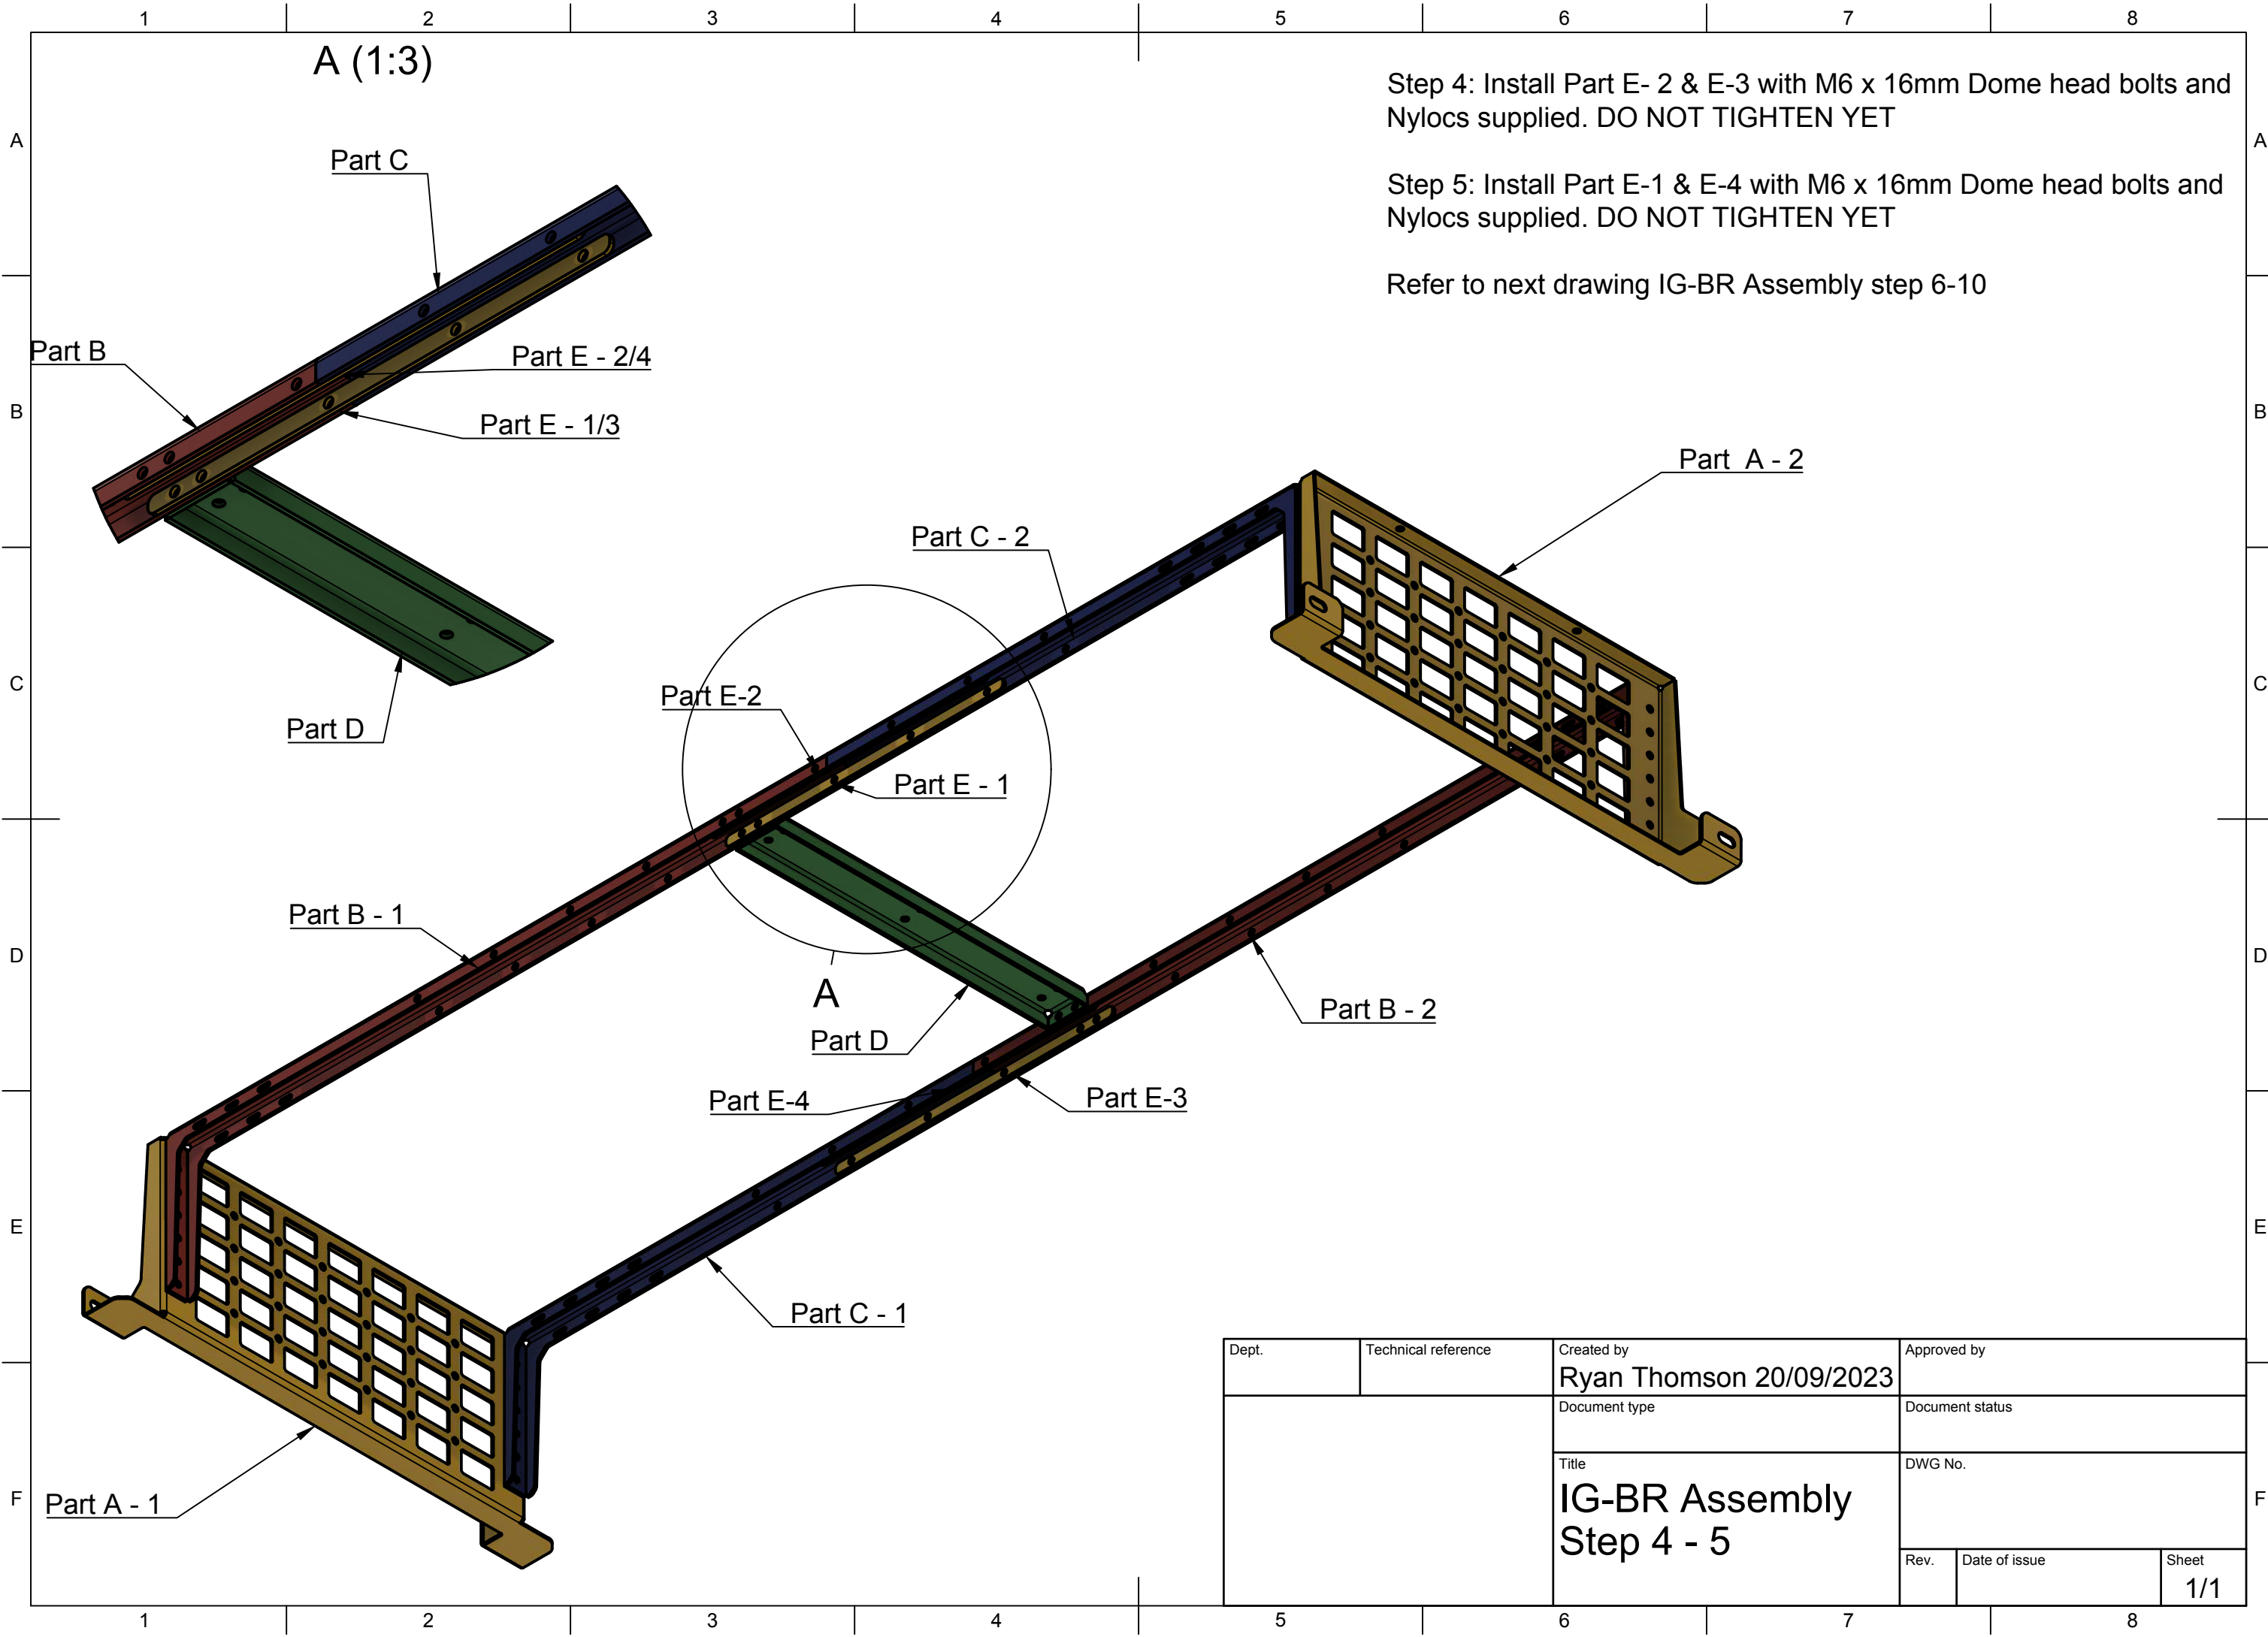 1 2 3 4 5 6 7 8
A (1:3)
Step 4: Install Part E- 2 & E-3 with M6 x 16mm Dome head bolts and
Nylocs supplied. DO NOT TIGHTEN YET
Step 5: Install Part E-1 & E-4 with M6 x 16mm Dome head bolts and
Nylocs supplied. DO NOT TIGHTEN YET
Refer to next drawing IG-BR Assembly step 6-10
A A
Part C
Part B
Part E - 2/4
B B
Part E - 1/3
Part A - 2
Part C - 2
C C
Part E-2
Part D
Part E - 1
Part B - 1
D D
A
Part B - 2
Part D
Part E-4
Part E-3
E E
Part C - 1
Part A - 1
F F
Dept.
Technical reference
Created by
Ryan Thomson 20/09/2023
Approved by
Document type
Document status
Title
IG-BR Assembly
Step 4 - 5
DWG No.
Rev.
Date of issue
Sheet
1/1
1 2 3 4 5 6 7 8